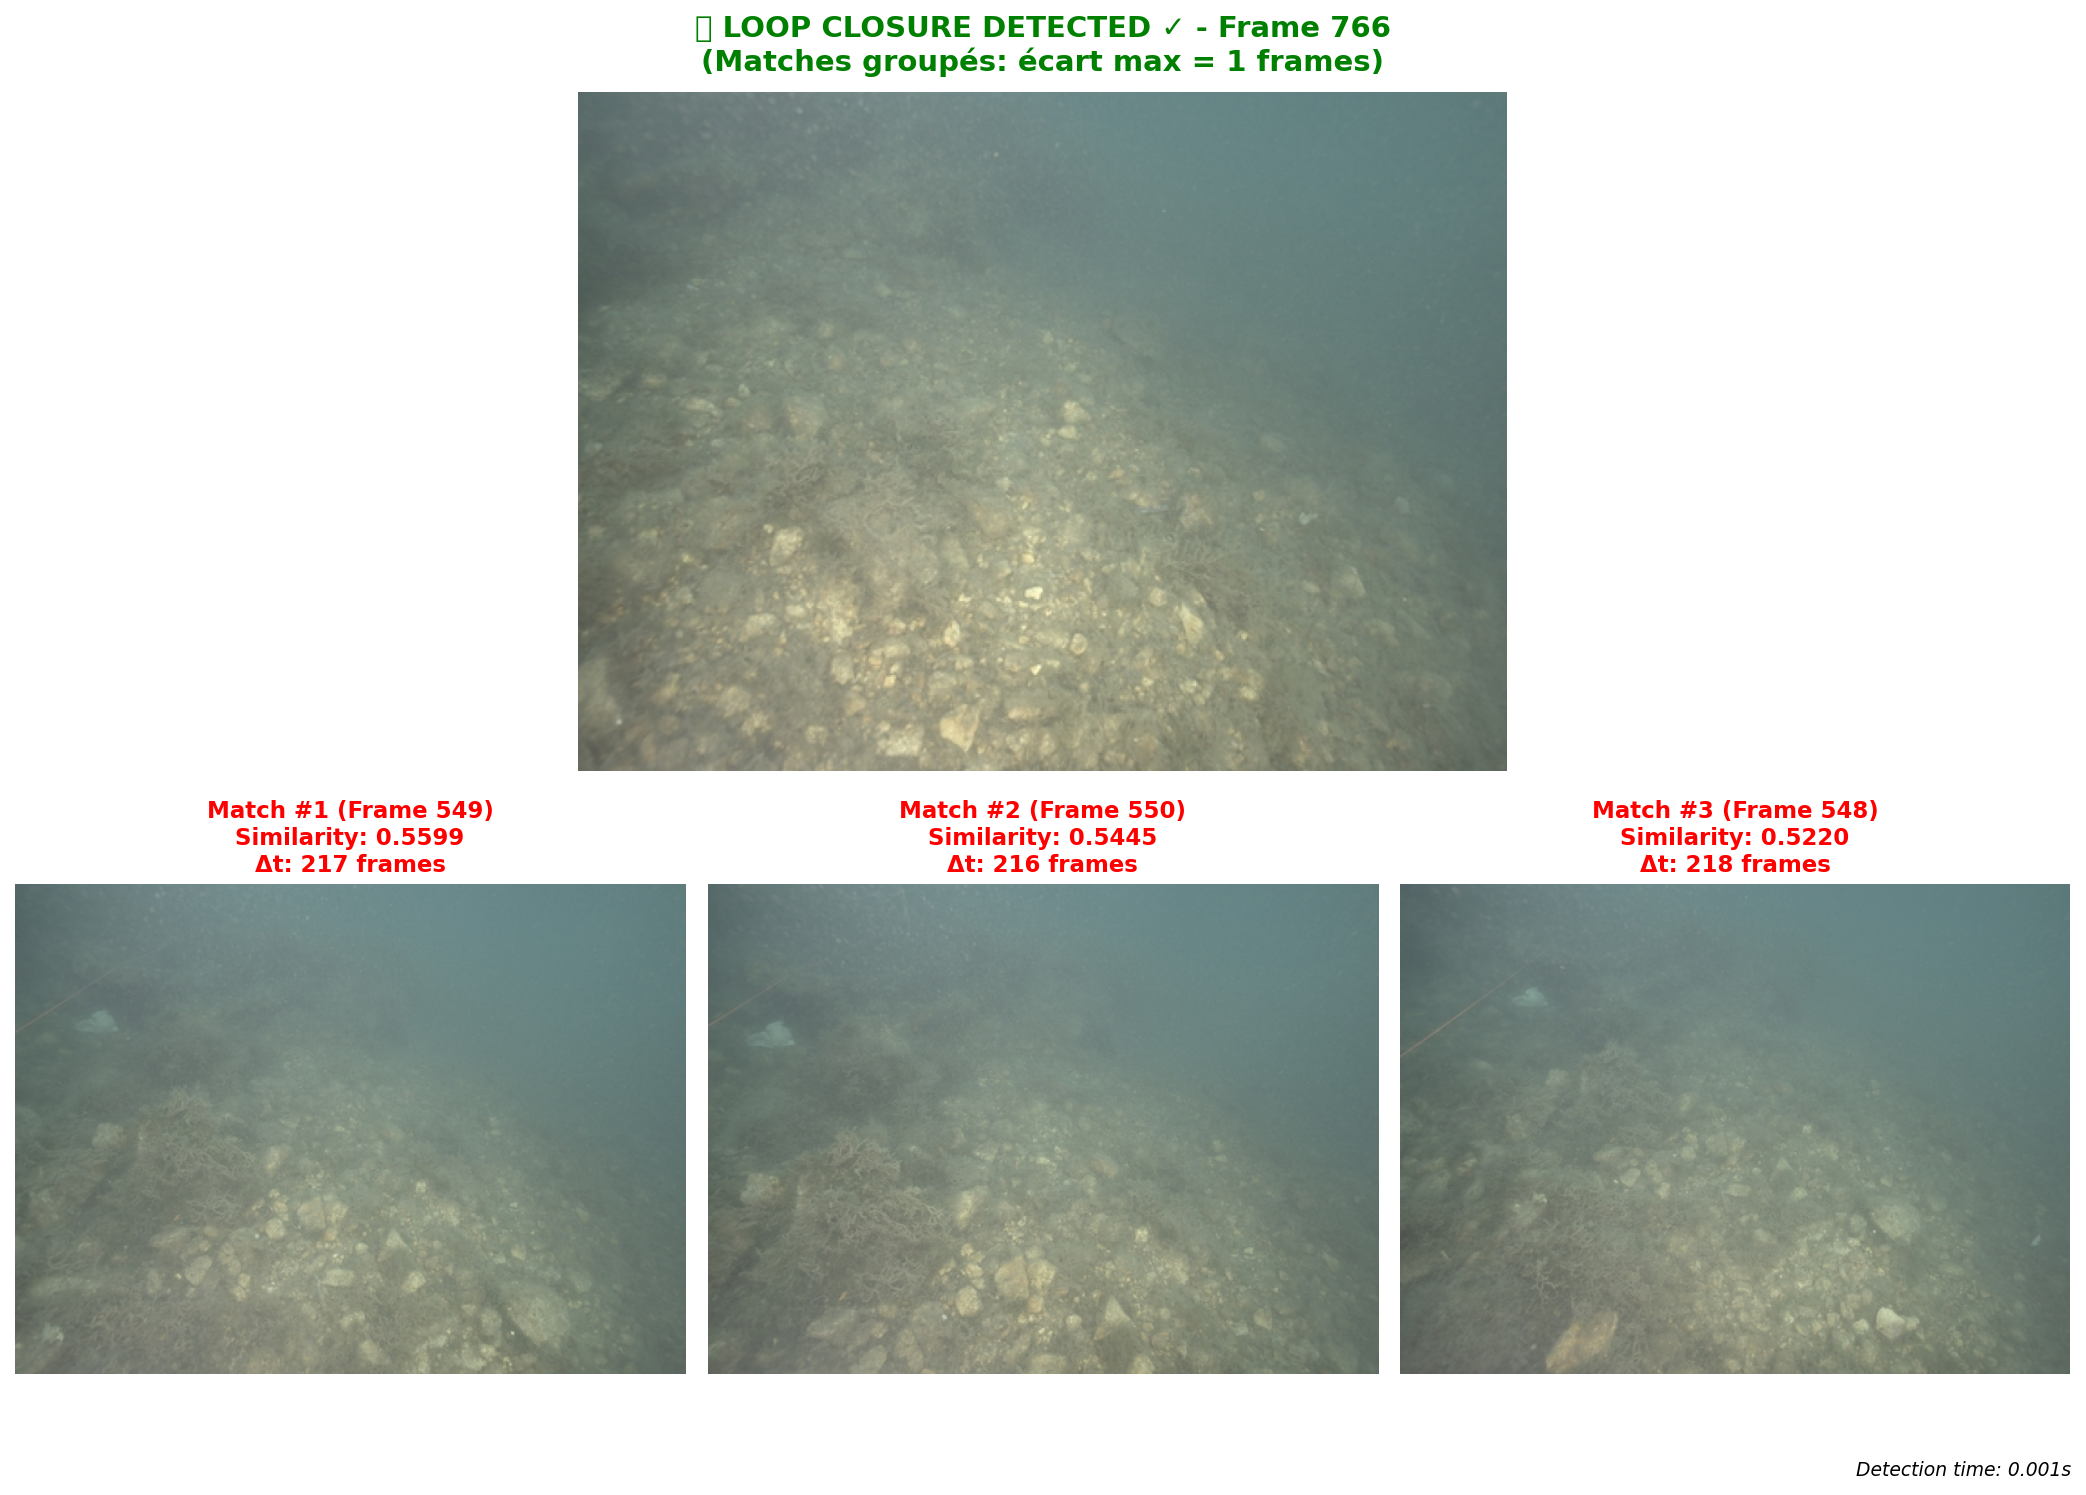 LOOP CLOSURE DETECTED ✓ - Frame 766
(Matches groupés: écart max = 1 frames)
Match #1 (Frame 549)
Similarity: 0.5599
Δt: 217 frames
Match #2 (Frame 550)
Similarity: 0.5445
Δt: 216 frames
Match #3 (Frame 548)
Similarity: 0.5220
Δt: 218 frames
Detection time: 0.001s